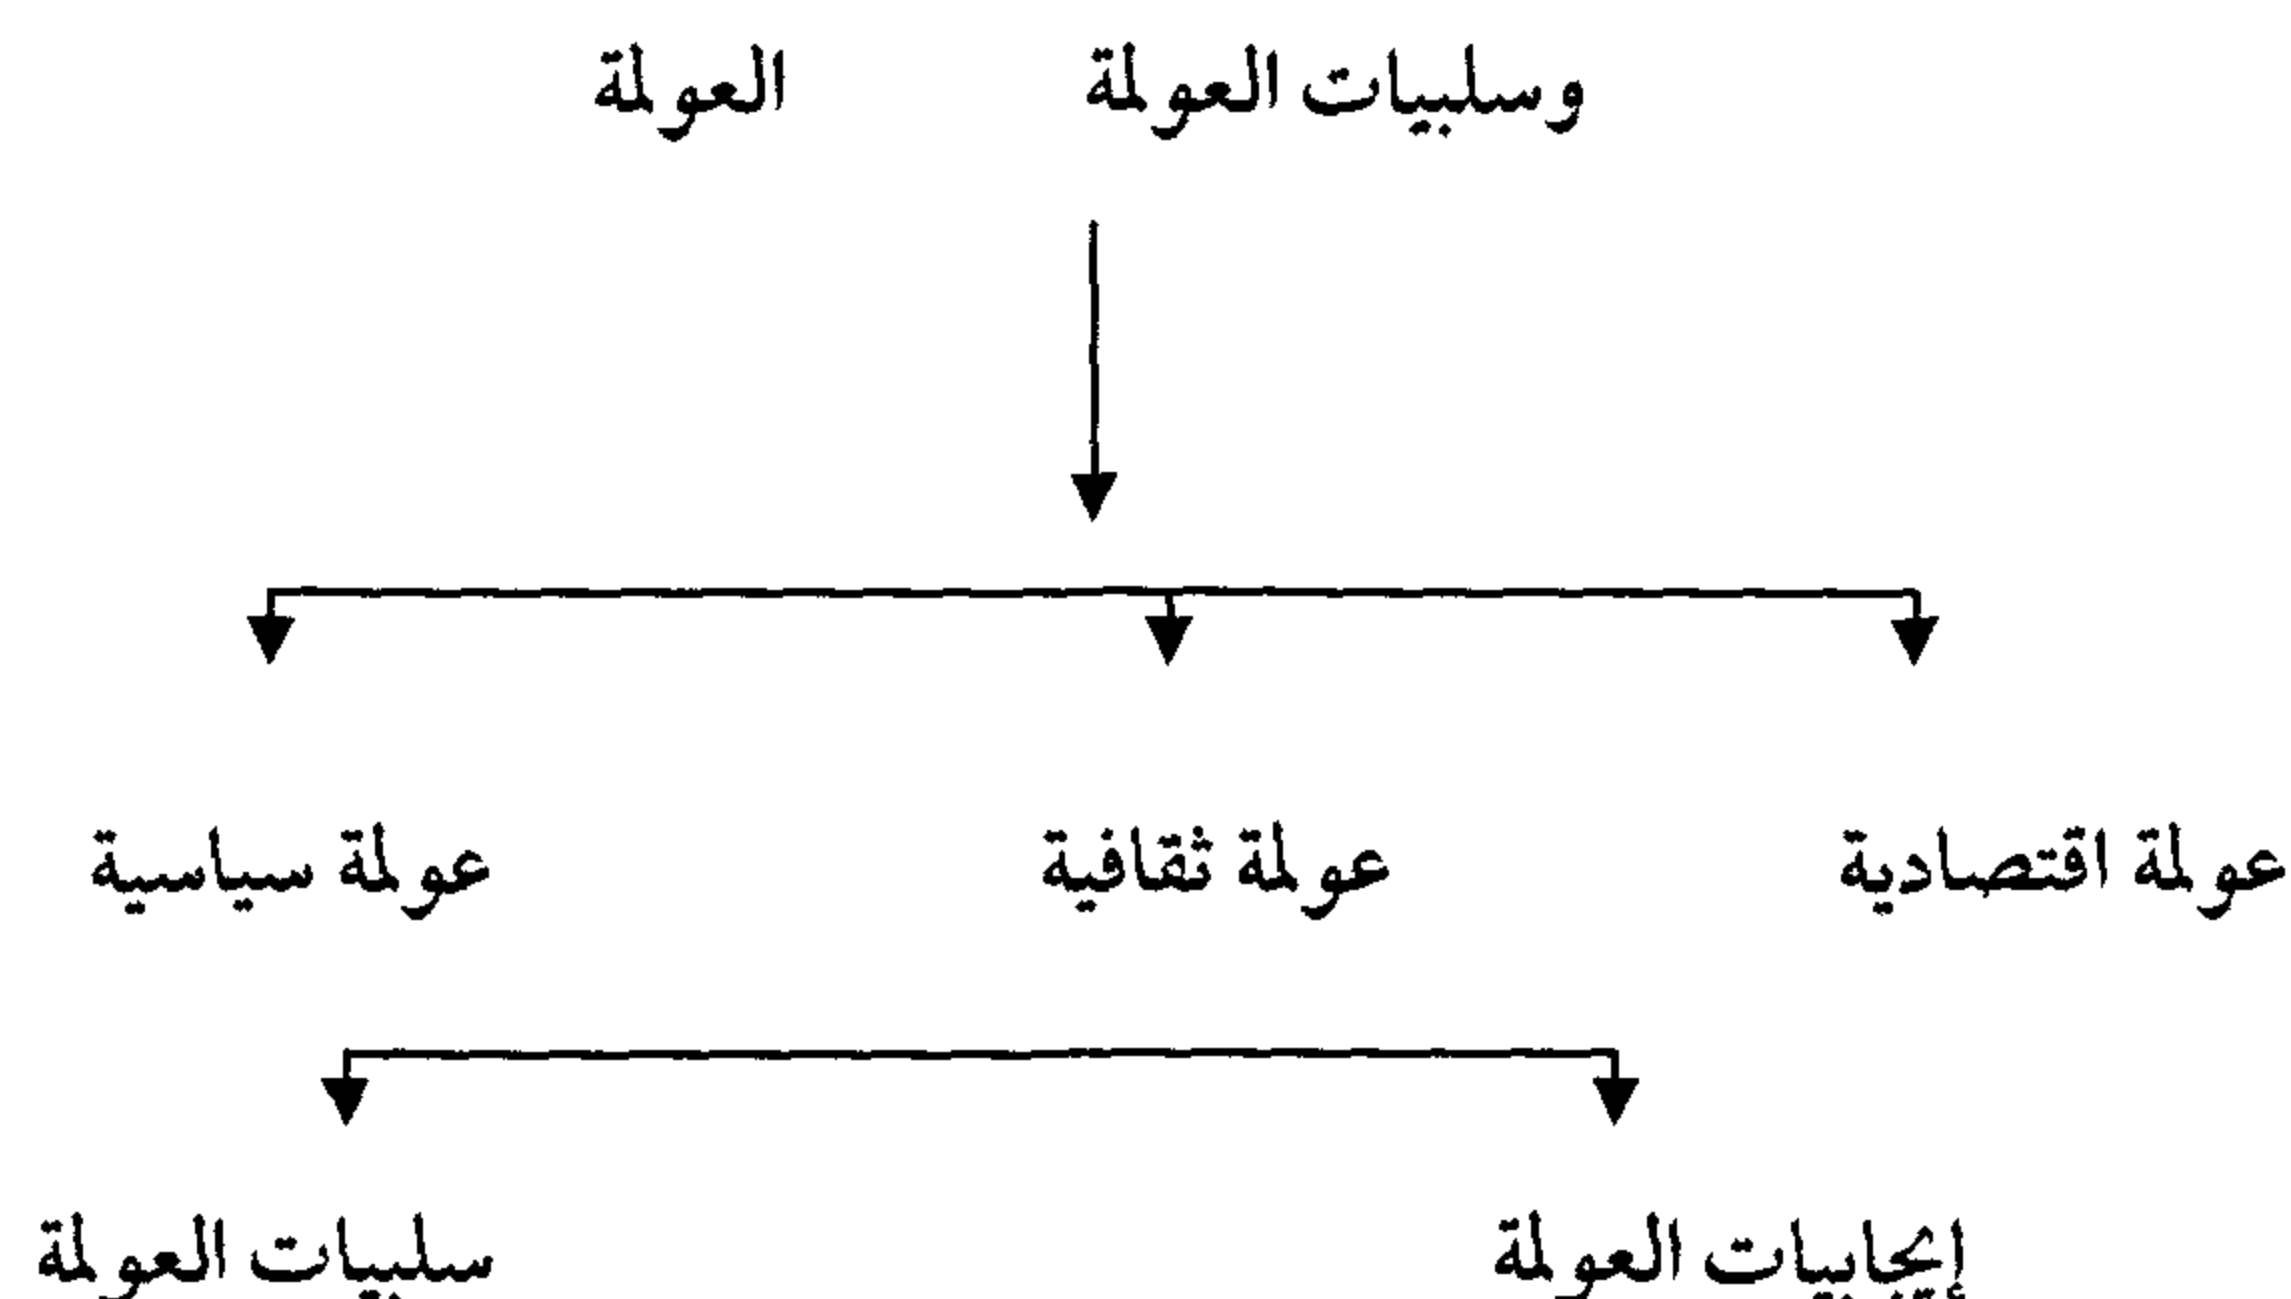 وسلبيات العولمة العولمة
عولمة اقتصادية عولمة ثقافية عولمة سياسية
إيجابيات العولمة سلبيات العولمة